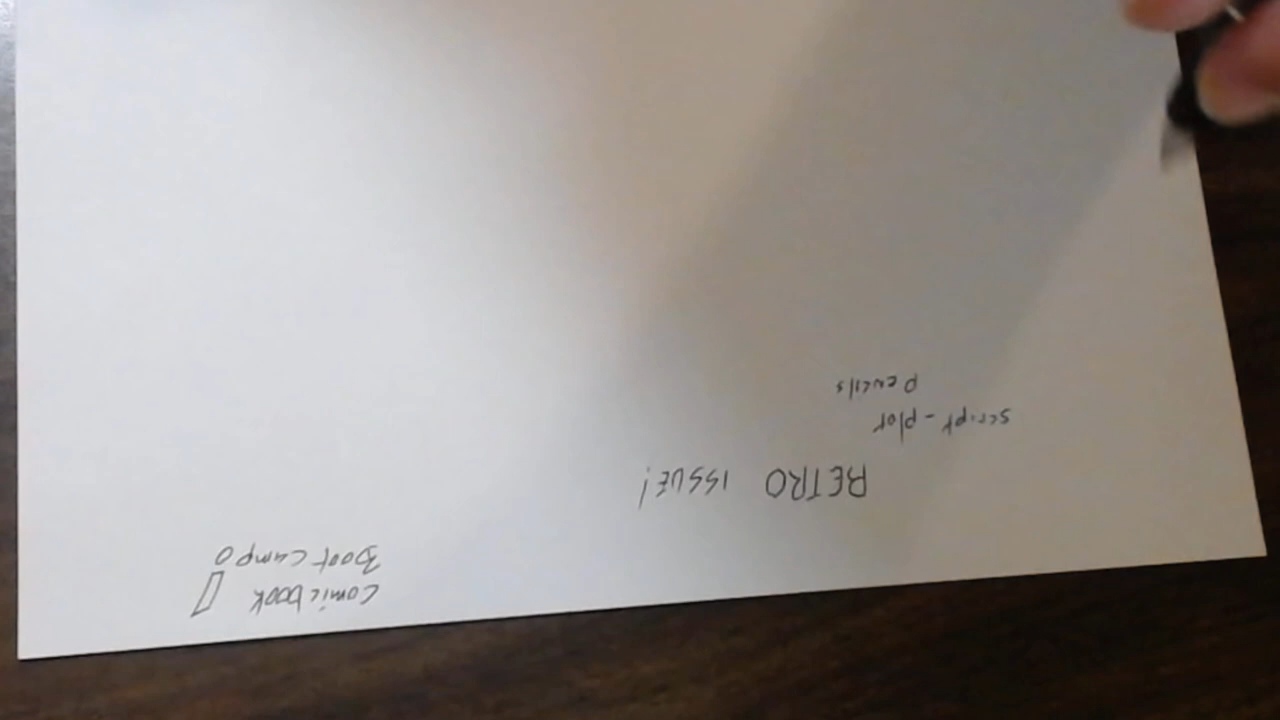 Comic book
Boot camp!
RETRO ISSUE!
script - plot
Pencils